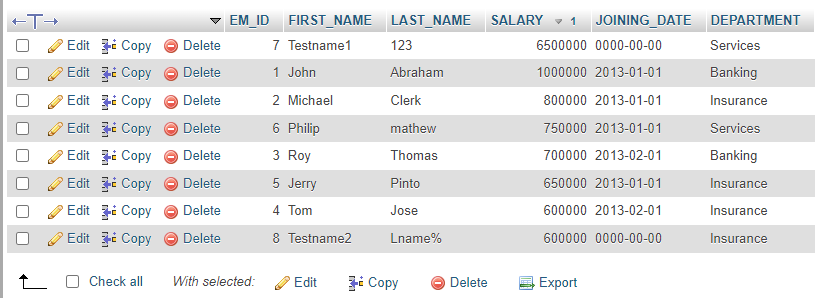 EM_ID FIRST_NAME LAST_NAME SALARY 1 JOINING_DATE DEPARTMENT
Edit Copy Delete 7 Testname1 123 6500000 0000-00-00 Services
Edit Copy Delete 1 John Abraham 1000000 2013-01-01 Banking
Edit Copy Delete 2 Michael Clerk 800000 2013-01-01 Insurance
Edit Copy Delete 6 Philip mathew 750000 2013-01-01 Services
Edit Copy Delete 3 Roy Thomas 700000 2013-02-01 Banking
Edit Copy Delete 5 Jerry Pinto 650000 2013-01-01 Insurance
Edit Copy Delete 4 Tom Jose 600000 2013-02-01 Insurance
Edit Copy Delete 8 Testname2 Lname% 600000 0000-00-00 Insurance
Check all With selected: Edit Copy Delete Export